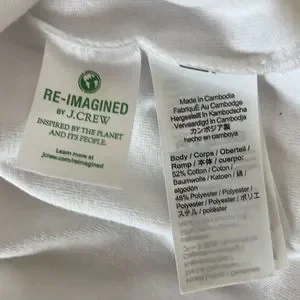 RE-IMAGINED
BY J.CREW
INSPIRED BY THE PLANET
AND ITS PEOPLE.
Learn more at
jcrew.com/reimagined
Made In Cambodia
Fabriqué Au Cambodge
Hergestellt In Kambodscha
Vervaardigd In Cambodja
カンボジア製
hecho en camboya
Body / Corps / Oberteil /
Romp / 本体 / cuerpo:
52% Cotton / Coton /
Baumwolle / Katoen / 綿 /
algodón
48% Polyester / Polyester /
Polyester / Polyester / ポリエ
ステル / poliéster